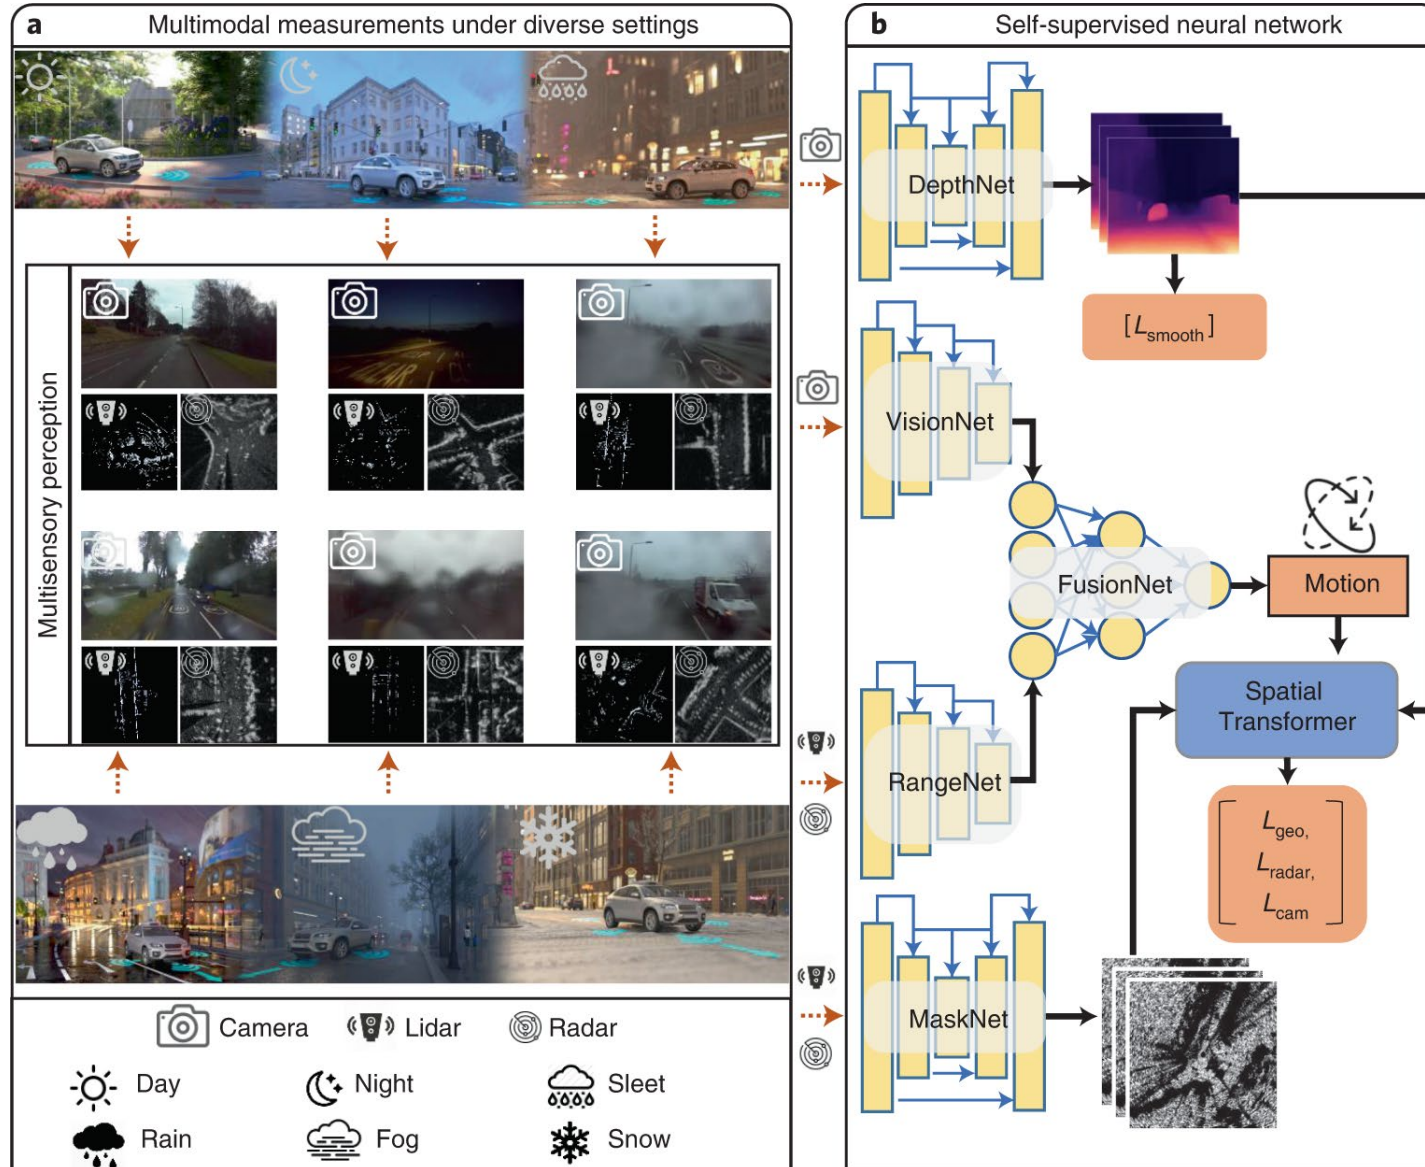 a Multimodal measurements under diverse settings
Multisensory perception
Camera Lidar Radar
Day Night Sleet
Rain Fog Snow
b Self-supervised neural network
DepthNet
[Lsmooth]
VisionNet
FusionNet
Motion
Spatial
Transformer
RangeNet
Lgeo,
Lradar,
Lcam
MaskNet